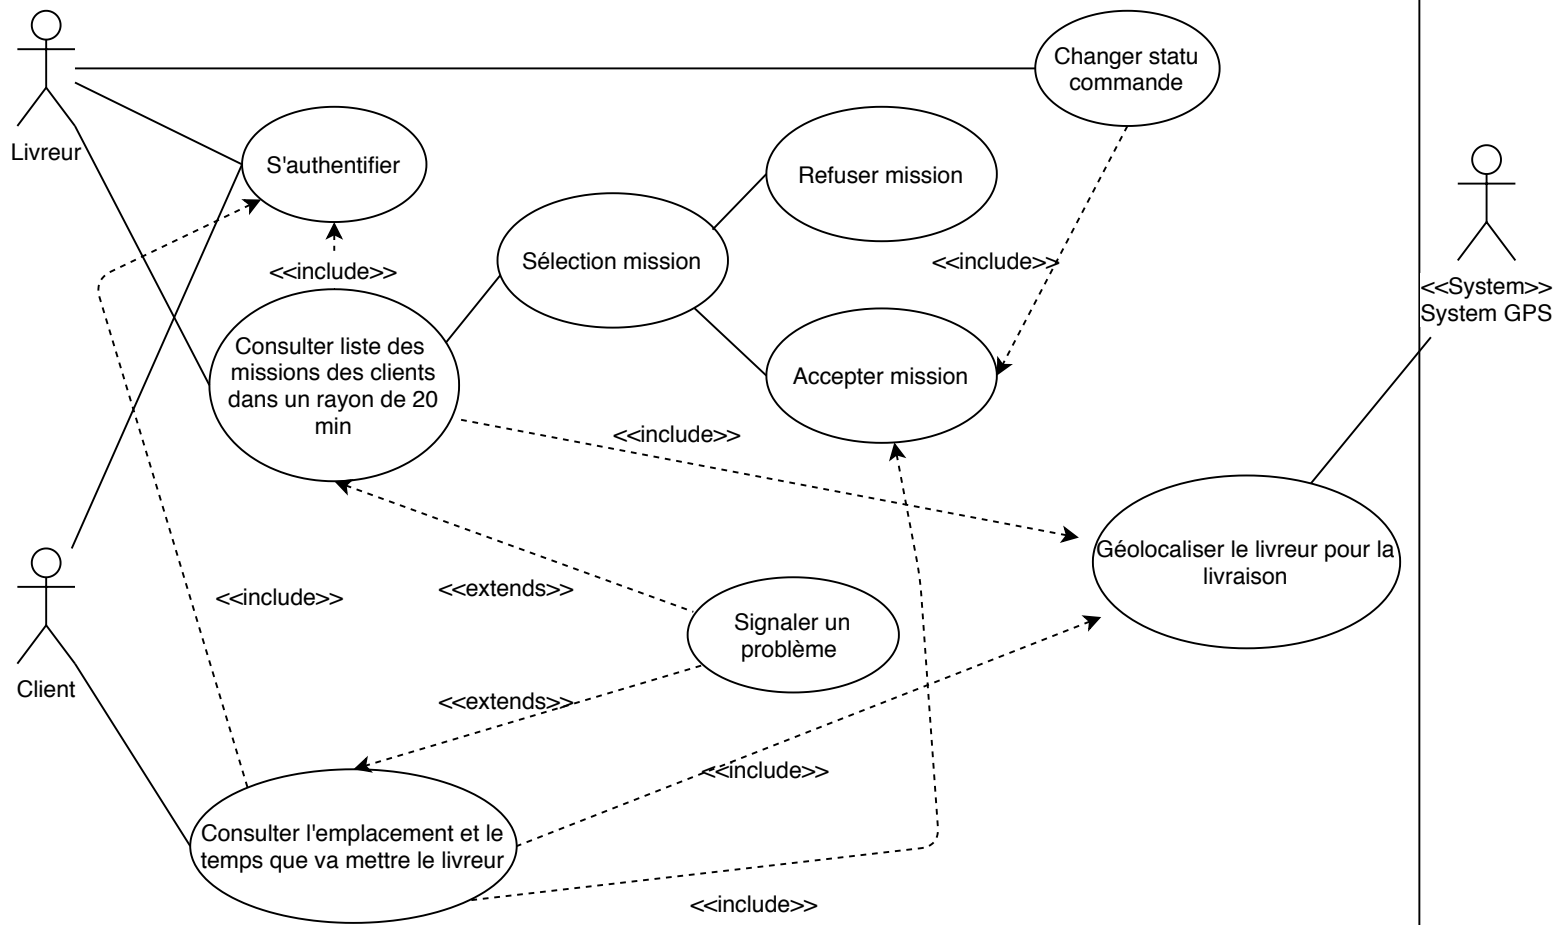 Changer statu
commande
Livreur
S'authentifier
Refuser mission
<<include>>
Sélection mission
<<include>>
<<System>>
System GPS
Consulter liste des
missions des clients
dans un rayon de 20
min
Accepter mission
<<include>>
Géolocaliser le livreur pour la
livraison
<<extends>>
<<include>>
Signaler un
problème
Client
<<extends>>
<<include>>
Consulter l'emplacement et le
temps que va mettre le livreur
<<include>>